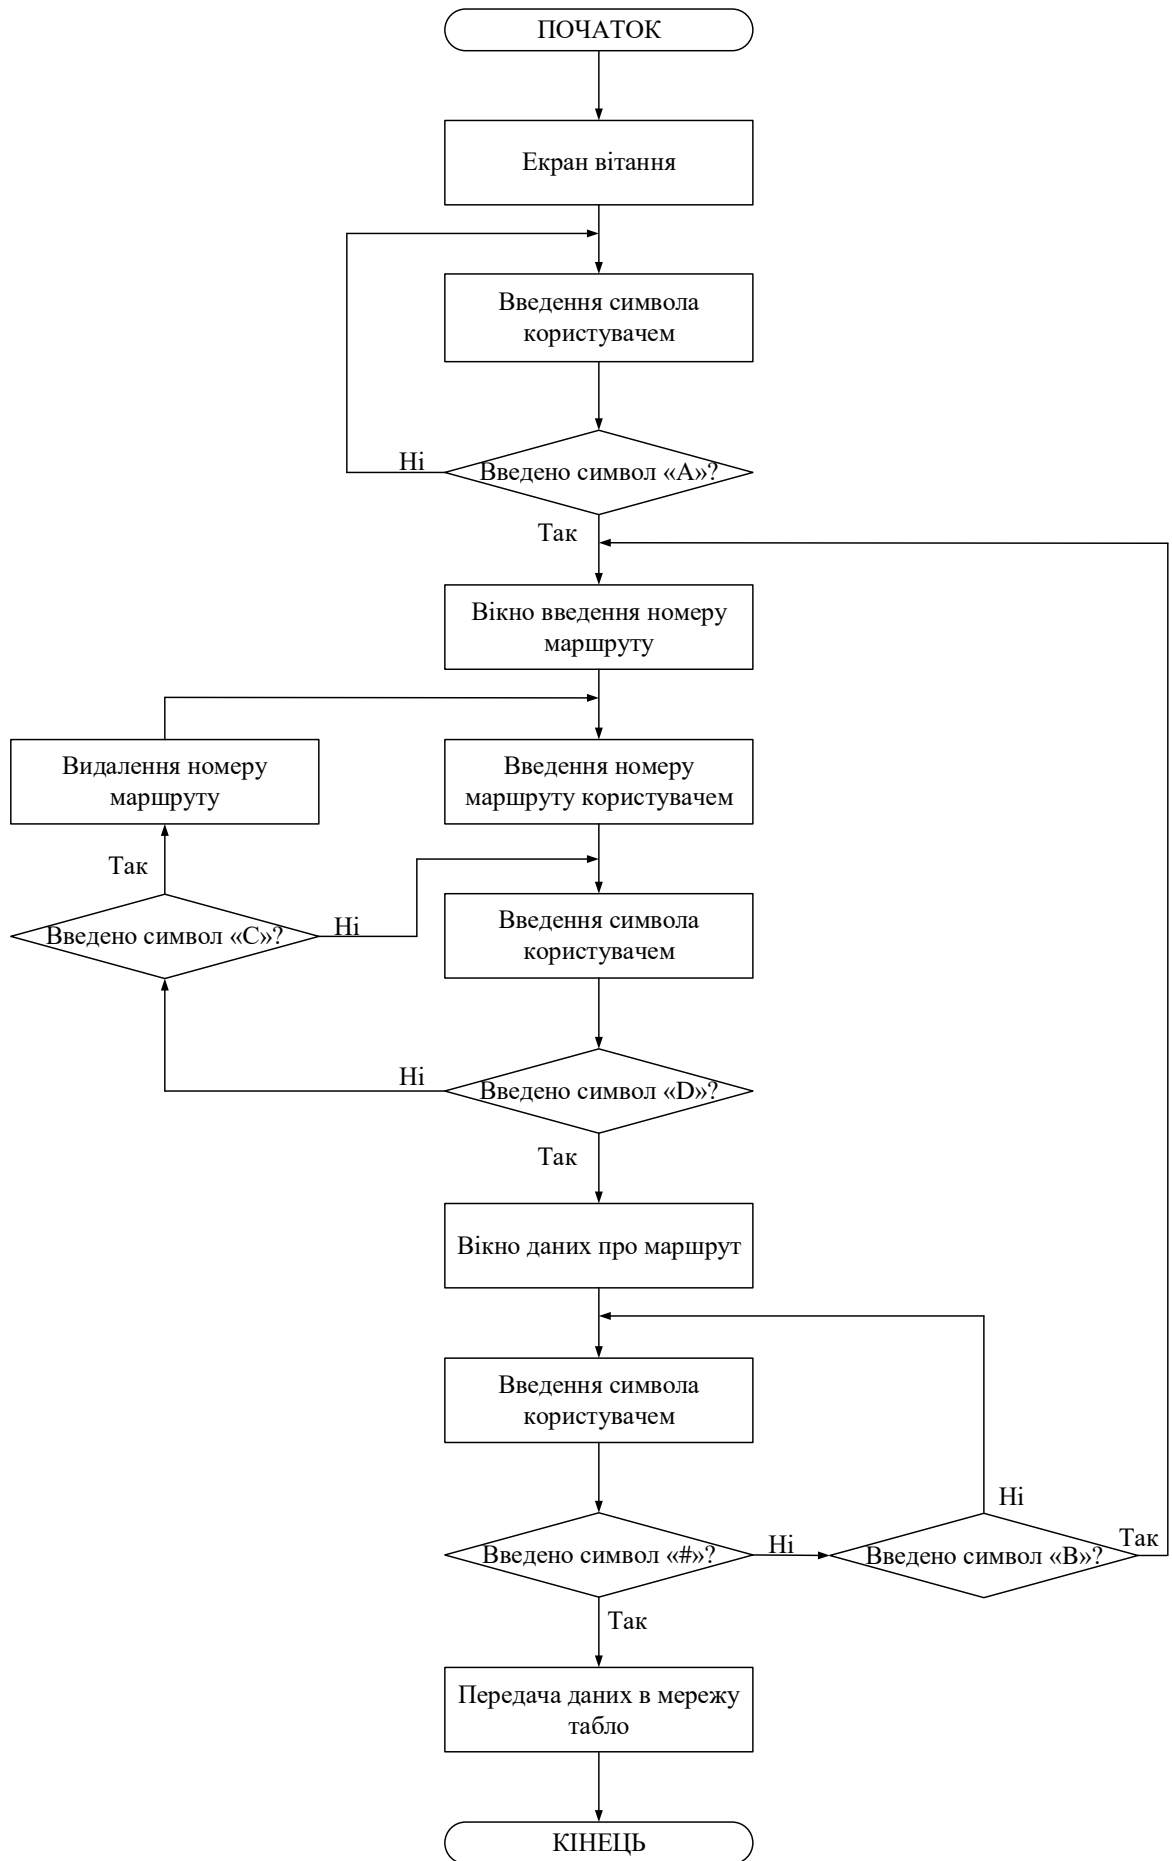 ПОЧАТОК
Екран вітання
Введення символа
користувачем
Ні
Введено символ «A»?
Так
Вікно введення номеру
маршруту
Видалення номеру
маршруту
Введення номеру
маршруту користувачем
Так
Введено символ «C»?
Ні
Введення символа
користувачем
Ні
Введено символ «D»?
Так
Вікно даних про маршрут
Введення символа
користувачем
Ні
Введено символ «#»?
Ні
Введено символ «B»?
Так
Так
Передача даних в мережу
табло
КІНЕЦЬ